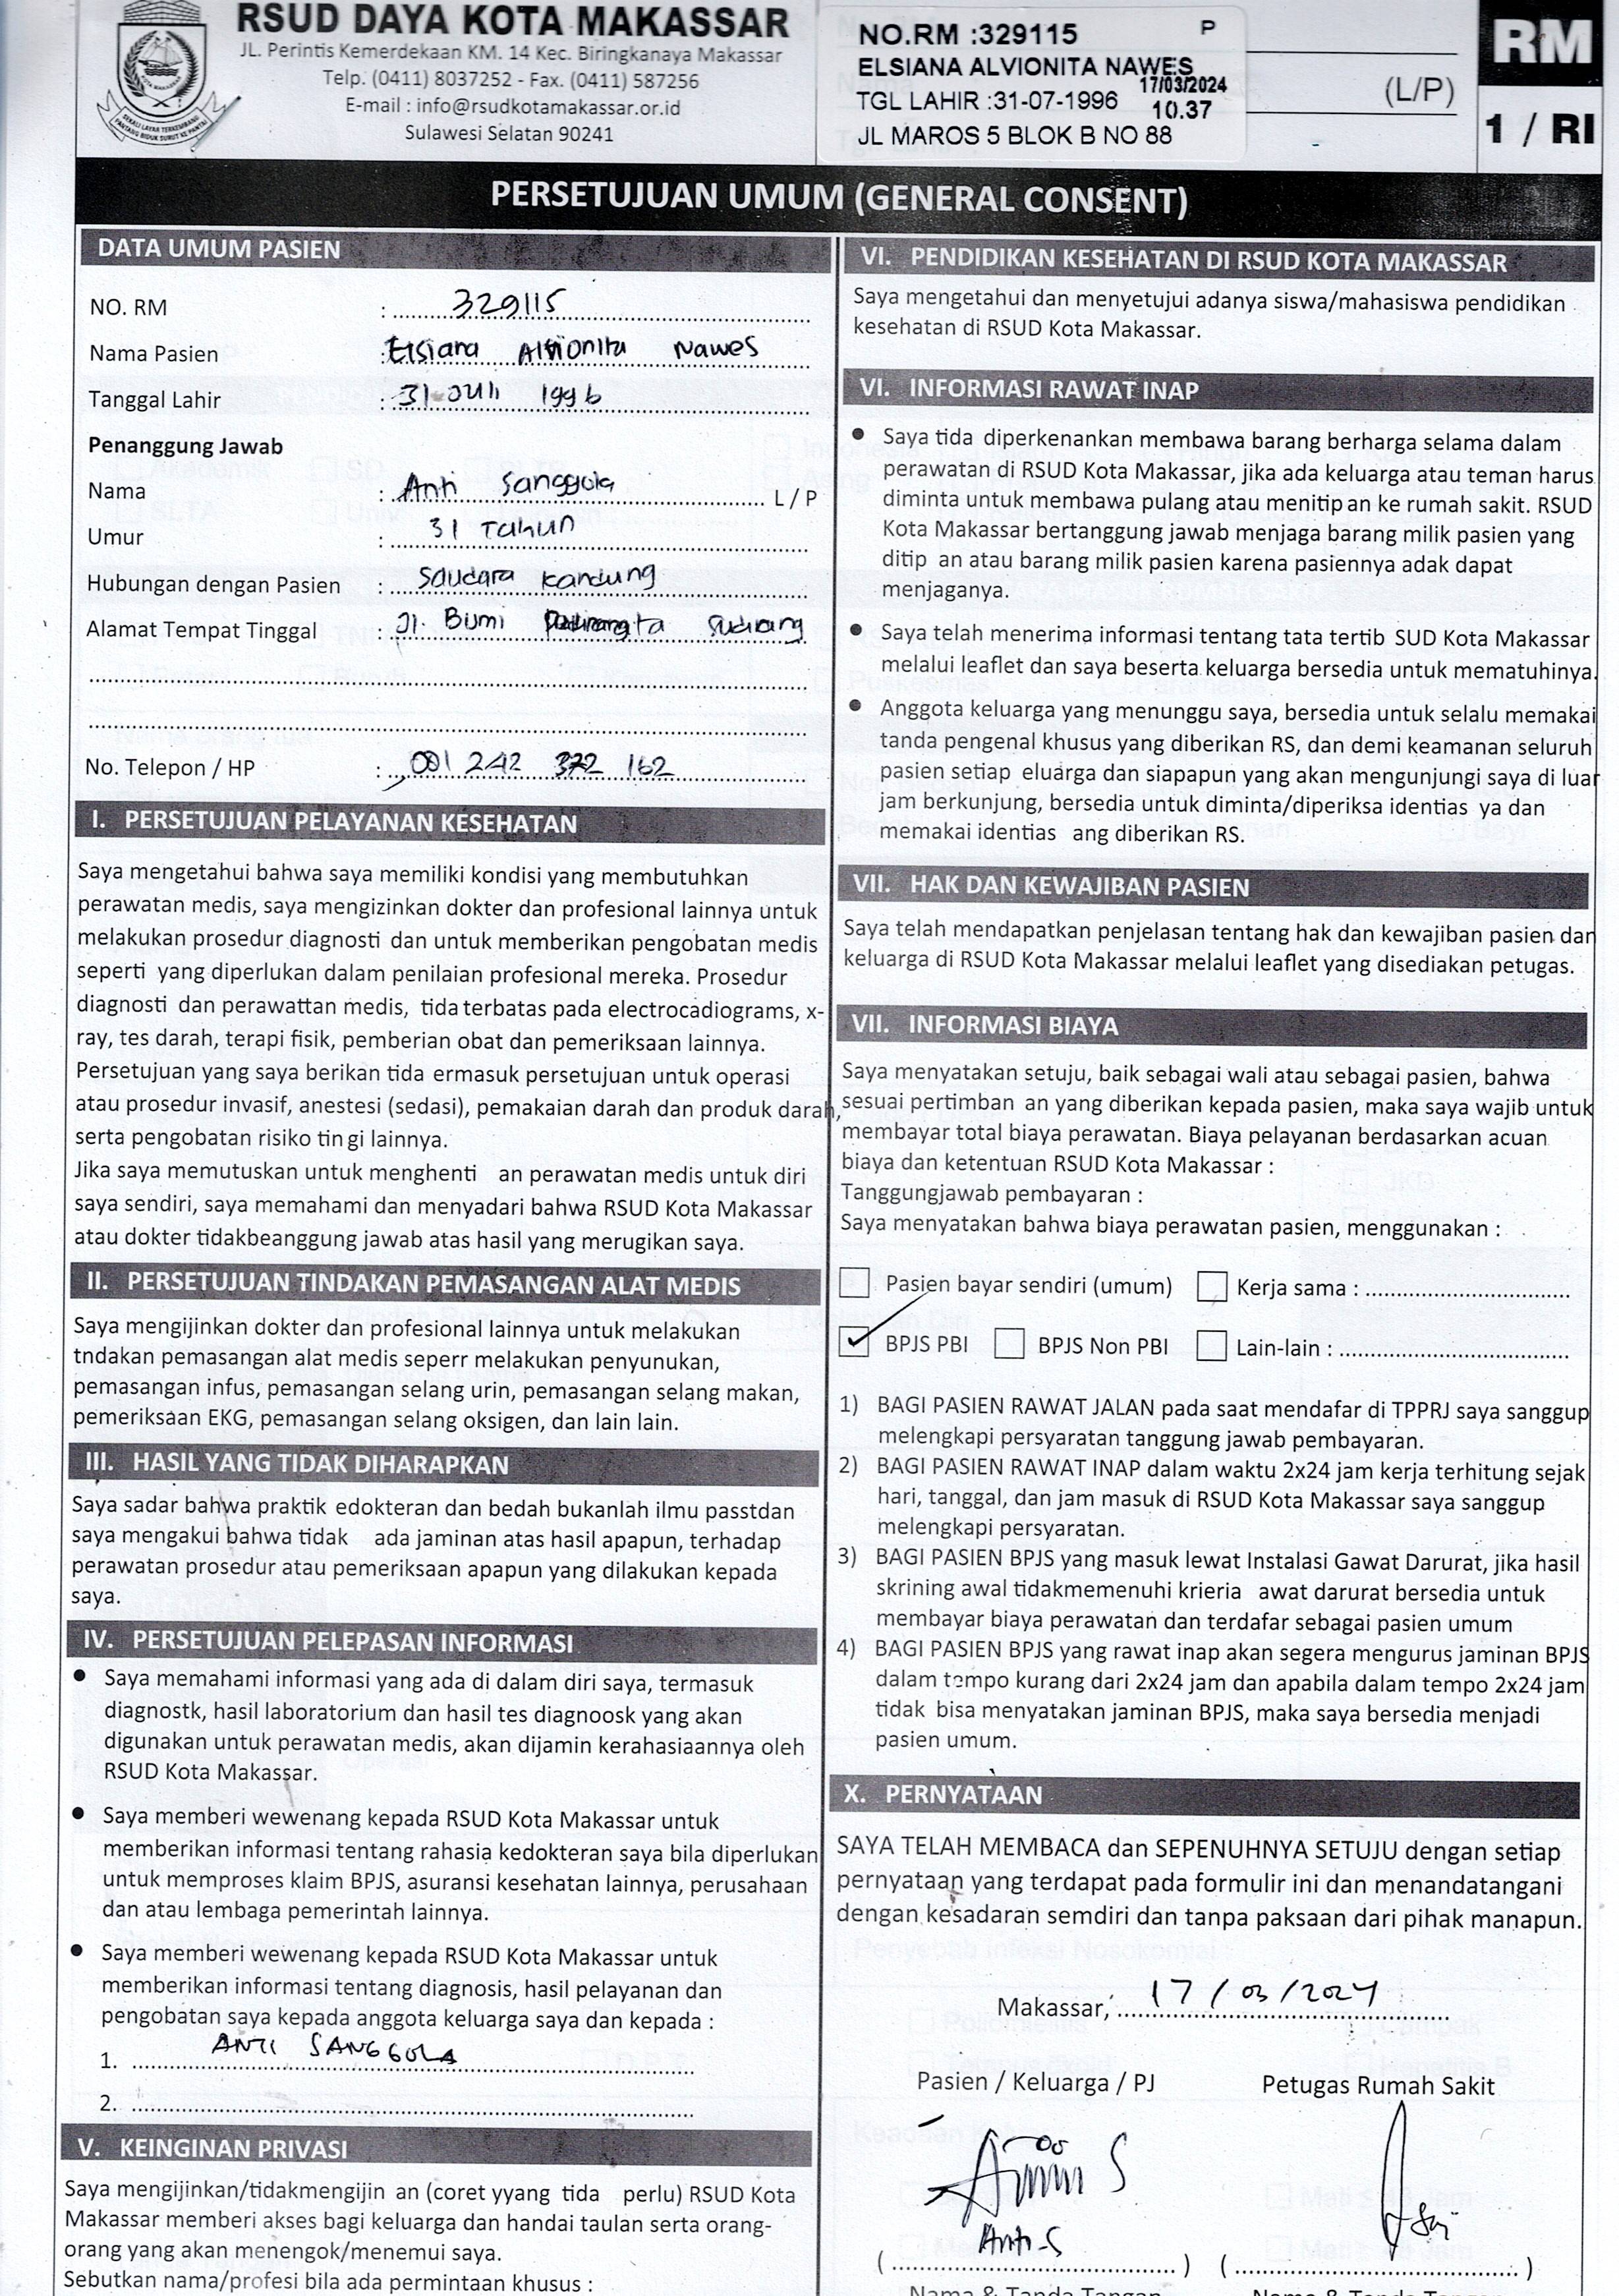 RSUD DAYA KOTA MAKASSAR
JL. Perintis Kemerdekaan KM. 14 Kec. Biringkanaya Makassar
Telp. (0411) 8037252 - Fax. (0411) 587256
E-mail : info@rsudkotamakassar.or.id
Sulawesi Selatan 90241
NO.RM :329115 P
ELSIANA ALVIONITA NAWES
17/03/2024
TGL LAHIR :31-07-1996 10.37
JL MAROS 5 BLOK B NO 88
(L/P)
RM
1 / RI
PERSETUJUAN UMUM (GENERAL CONSENT)
DATA UMUM PASIEN
NO. RM : 329115
Nama Pasien : Elsiana Alvionita Nawes
Tanggal Lahir : 31 Juli 1996
Penanggung Jawab
Nama : Anti Sanggola L / P
Umur : 31 Tahun
Hubungan dengan Pasien : Saudara kandung
Alamat Tempat Tinggal : Jl. Bumi Sudiang
No. Telepon / HP : 081 242 372 162
I. PERSETUJUAN PELAYANAN KESEHATAN
Saya mengetahui bahwa saya memiliki kondisi yang membutuhkan
perawatan medis, saya mengizinkan dokter dan profesional lainnya untuk
melakukan prosedur diagnosti dan untuk memberikan pengobatan medis
seperti yang diperlukan dalam penilaian profesional mereka. Prosedur
diagnosti dan perawattan medis, tida terbatas pada electrocadiograms, x-
ray, tes darah, terapi fisik, pemberian obat dan pemeriksaan lainnya.
Persetujuan yang saya berikan tida ermasuk persetujuan untuk operasi
atau prosedur invasif, anestesi (sedasi), pemakaian darah dan produk darah,
serta pengobatan risiko tin gi lainnya.
Jika saya memutuskan untuk menghenti an perawatan medis untuk diri
saya sendiri, saya memahami dan menyadari bahwa RSUD Kota Makassar
atau dokter tidakbeanggung jawab atas hasil yang merugikan saya.
II. PERSETUJUAN TINDAKAN PEMASANGAN ALAT MEDIS
Saya mengijinkan dokter dan profesional lainnya untuk melakukan
tndakan pemasangan alat medis seperr melakukan penyunukan,
pemasangan infus, pemasangan selang urin, pemasangan selang makan,
pemeriksaan EKG, pemasangan selang oksigen, dan lain lain.
III. HASIL YANG TIDAK DIHARAPKAN
Saya sadar bahwa praktik edokteran dan bedah bukanlah ilmu passtdan
saya mengakui bahwa tidak ada jaminan atas hasil apapun, terhadap
perawatan prosedur atau pemeriksaan apapun yang dilakukan kepada
saya.
IV. PERSETUJUAN PELEPASAN INFORMASI
• Saya memahami informasi yang ada di dalam diri saya, termasuk
diagnostk, hasil laboratorium dan hasil tes diagnoosk yang akan
digunakan untuk perawatan medis, akan dijamin kerahasiaannya oleh
RSUD Kota Makassar.
• Saya memberi wewenang kepada RSUD Kota Makassar untuk
memberikan informasi tentang rahasia kedokteran saya bila diperlukan
untuk memproses klaim BPJS, asuransi kesehatan lainnya, perusahaan
dan atau lembaga pemerintah lainnya.
• Saya memberi wewenang kepada RSUD Kota Makassar untuk
memberikan informasi tentang diagnosis, hasil pelayanan dan
pengobatan saya kepada anggota keluarga saya dan kepada :
1. ANTI SANGGOLA
2.
V. KEINGINAN PRIVASI
Saya mengijinkan/tidakmengijin an (coret yyang tida perlu) RSUD Kota
Makassar memberi akses bagi keluarga dan handai taulan serta orang-
orang yang akan menengok/menemui saya.
Sebutkan nama/profesi bila ada permintaan khusus :
VI. PENDIDIKAN KESEHATAN DI RSUD KOTA MAKASSAR
Saya mengetahui dan menyetujui adanya siswa/mahasiswa pendidikan
kesehatan di RSUD Kota Makassar.
VI. INFORMASI RAWAT INAP
• Saya tida diperkenankan membawa barang berharga selama dalam
perawatan di RSUD Kota Makassar, jika ada keluarga atau teman harus
diminta untuk membawa pulang atau menitip an ke rumah sakit. RSUD
Kota Makassar bertanggung jawab menjaga barang milik pasien yang
ditip an atau barang milik pasien karena pasiennya adak dapat
menjaganya.
• Saya telah menerima informasi tentang tata tertib SUD Kota Makassar
melalui leaflet dan saya beserta keluarga bersedia untuk mematuhinya.
• Anggota keluarga yang menunggu saya, bersedia untuk selalu memakai
tanda pengenal khusus yang diberikan RS, dan demi keamanan seluruh
pasien setiap eluarga dan siapapun yang akan mengunjungi saya di luar
jam berkunjung, bersedia untuk diminta/diperiksa identias ya dan
memakai identias ang diberikan RS.
VII. HAK DAN KEWAJIBAN PASIEN
Saya telah mendapatkan penjelasan tentang hak dan kewajiban pasien dan
keluarga di RSUD Kota Makassar melalui leaflet yang disediakan petugas.
VII. INFORMASI BIAYA
Saya menyatakan setuju, baik sebagai wali atau sebagai pasien, bahwa
sesuai pertimban an yang diberikan kepada pasien, maka saya wajib untuk
membayar total biaya perawatan. Biaya pelayanan berdasarkan acuan
biaya dan ketentuan RSUD Kota Makassar :
Tanggungjawab pembayaran :
Saya menyatakan bahwa biaya perawatan pasien, menggunakan :
☐ Pasien bayar sendiri (umum) ☐ Kerja sama :
☑ BPJS PBI ☐ BPJS Non PBI ☐ Lain-lain :
1) BAGI PASIEN RAWAT JALAN pada saat mendafar di TPPRJ saya sanggup
melengkapi persyaratan tanggung jawab pembayaran.
2) BAGI PASIEN RAWAT INAP dalam waktu 2x24 jam kerja terhitung sejak
hari, tanggal, dan jam masuk di RSUD Kota Makassar saya sanggup
melengkapi persyaratan.
3) BAGI PASIEN BPJS yang masuk lewat Instalasi Gawat Darurat, jika hasil
skrining awal tidakmemenuhi krieria awat darurat bersedia untuk
membayar biaya perawatan dan terdafar sebagai pasien umum
4) BAGI PASIEN BPJS yang rawat inap akan segera mengurus jaminan BPJS
dalam tempo kurang dari 2x24 jam dan apabila dalam tempo 2x24 jam
tidak bisa menyatakan jaminan BPJS, maka saya bersedia menjadi
pasien umum.
X. PERNYATAAN
SAYA TELAH MEMBACA dan SEPENUHNYA SETUJU dengan setiap
pernyataan yang terdapat pada formulir ini dan menandatangani
dengan kesadaran semdiri dan tanpa paksaan dari pihak manapun.
Makassar, 17 / 03 / 2024
Pasien / Keluarga / PJ Petugas Rumah Sakit
( Anti-S ) ( )
Nama & Tanda Tangan